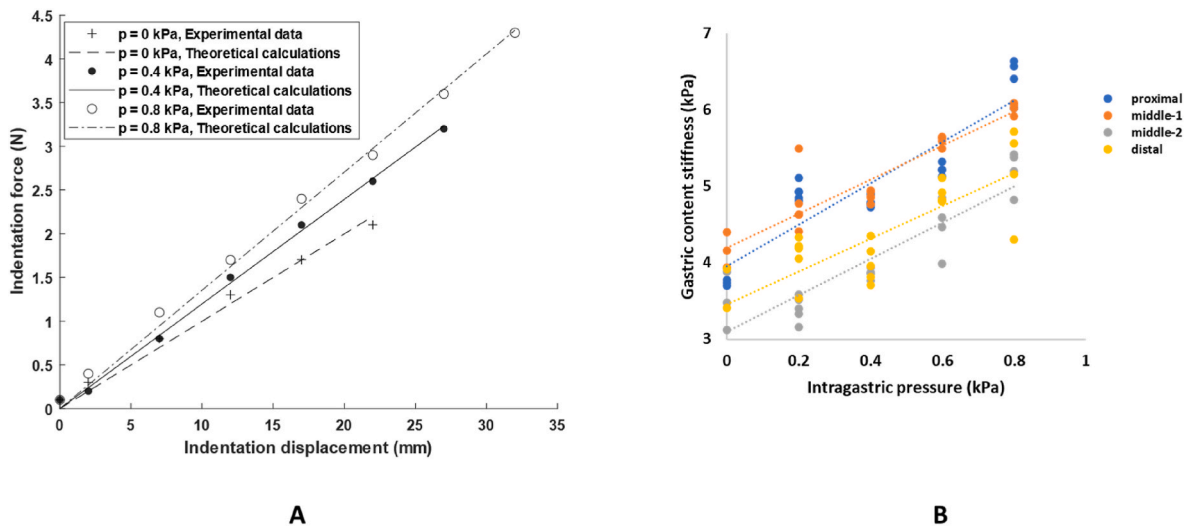 4.5
4
3.5
3
2.5
2
1.5
1
0.5
0
Indentation force (N)
p = 0 kPa, Experimental data
p = 0 kPa, Theoretical calculations
p = 0.4 kPa, Experimental data
p = 0.4 kPa, Theoretical calculations
p = 0.8 kPa, Experimental data
p = 0.8 kPa, Theoretical calculations
0 5 10 15 20 25 30 35
Indentation displacement (mm)
A
7
6
5
4
3
Gastric content stiffness (kPa)
0 0.2 0.4 0.6 0.8 1
Intragastric pressure (kPa)
proximal
middle-1
middle-2
distal
B